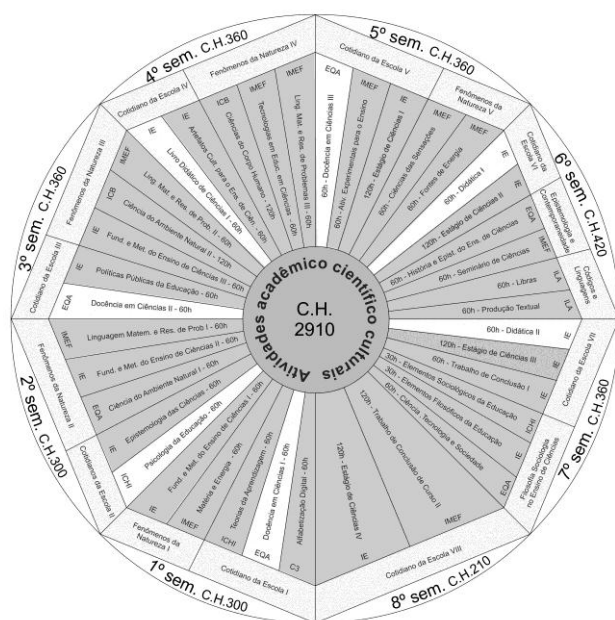 Atividades acadêmico científico culturais
C.H.
2910
1º sem. C.H.300
Fenômenos da Natureza I
Cotidiano da Escola I
IE
Fund. e Met. do Ensino de Ciências I - 60h
IMEF
Matéria e Energia - 60h
ICHI
Teorias da Aprendizagem - 60h
EQA
Docência em Ciências I - 60h
C3
Alfabetização Digital - 60h
2º sem. C.H.300
Fenômenos da Natureza II
Cotidianos da Escola II
IMEF
Linguagem Matem. e Res. de Prob I - 60h
IE
Fund. e Met. do Ensino de Ciências II - 60h
EQA
Ciência do Ambiente Natural I - 60h
IE
Epistemologia das Ciências - 60h
ICHI
Psicologia da Educação - 60h
3º sem. C.H.360
Fenômenos da Natureza III
Cotidiano da Escola III
IMEF
Ling. Mat. e Res. de Prob. II - 60h
ICB
Ciência do Ambiente Natural II - 120h
IE
Fund. e Met. do Ensino de Ciências III - 60h
IE
Políticas Públicas da Educação - 60h
EQA
Docência em Ciências II - 60h
4º sem. C.H.360
Cotidiano da Escola IV
Fenômenos da Natureza IV
IE
Livro Didático de Ciências I - 60h
IE
Artefatos Cult. para o Ens. de Ciên. - 60h
ICB
Ciências do Corpo Humano - 120h
IMEF
Tecnologias em Educ. em Ciências - 60h
IMEF
Ling. Mat. e Res. de Problemas III - 60h
5º sem. C.H.360
Cotidiano da Escola V
Fenômenos da Natureza V
EQA
60h - Docência em Ciências III
IMEF
60h - Ativ. Experimentais para o Ensino
IE
120h - Estágio de Ciências I
IMEF
60h - Ciências das Sensações
IMEF
60h - Fontes de Energia
6º sem. C.H.420
Cotidiano da Escola VI
Epistemologia e Contemporaneidade
Códigos e Linguagens
IE
60h - Didática I
IE
120h - Estágio de Ciências II
EQA
60h - História e Epist. do Ens. de Ciências
IMEF
60h - Seminário de Ciências
ILA
60h - Libras
ILA
60h - Produção Textual
7º sem. C.H.360
Cotidiano da Escola VII
Filosofia Sociologia no Ensino de Ciências
IE
60h - Didática II
IE
120h - Estágio de Ciências III
IE
60h - Trabalho de Conclusão I
ICHI
30h - Elementos Sociológicos da Educação
IE
30h - Elementos Filosóficos da Educação
EQA
60h - Ciência, Tecnologia e Sociedade
8º sem. C.H.210
Cotidiano da Escola VIII
IMEF
120h - Trabalho de Conclusão de Curso II
IE
120h - Estágio de Ciências IV